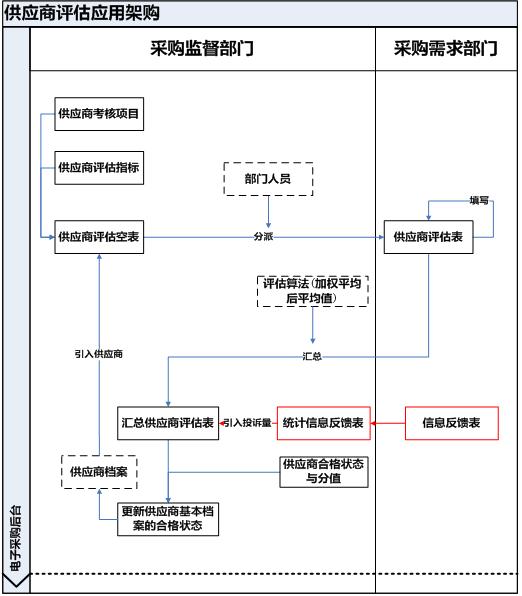 供应商评估应用架购
采购监督部门
采购需求部门
供应商考核项目
供应商评估指标
部门人员
填写
供应商评估空表
分派
供应商评估表
评估算法(加权平均
后平均值)
引入供应商
汇总
汇总供应商评估表
引入投诉量
统计信息反馈表
信息反馈表
供应商档案
供应商合格状态
与分值
更新供应商基本档
案的合格状态
电子采购后台